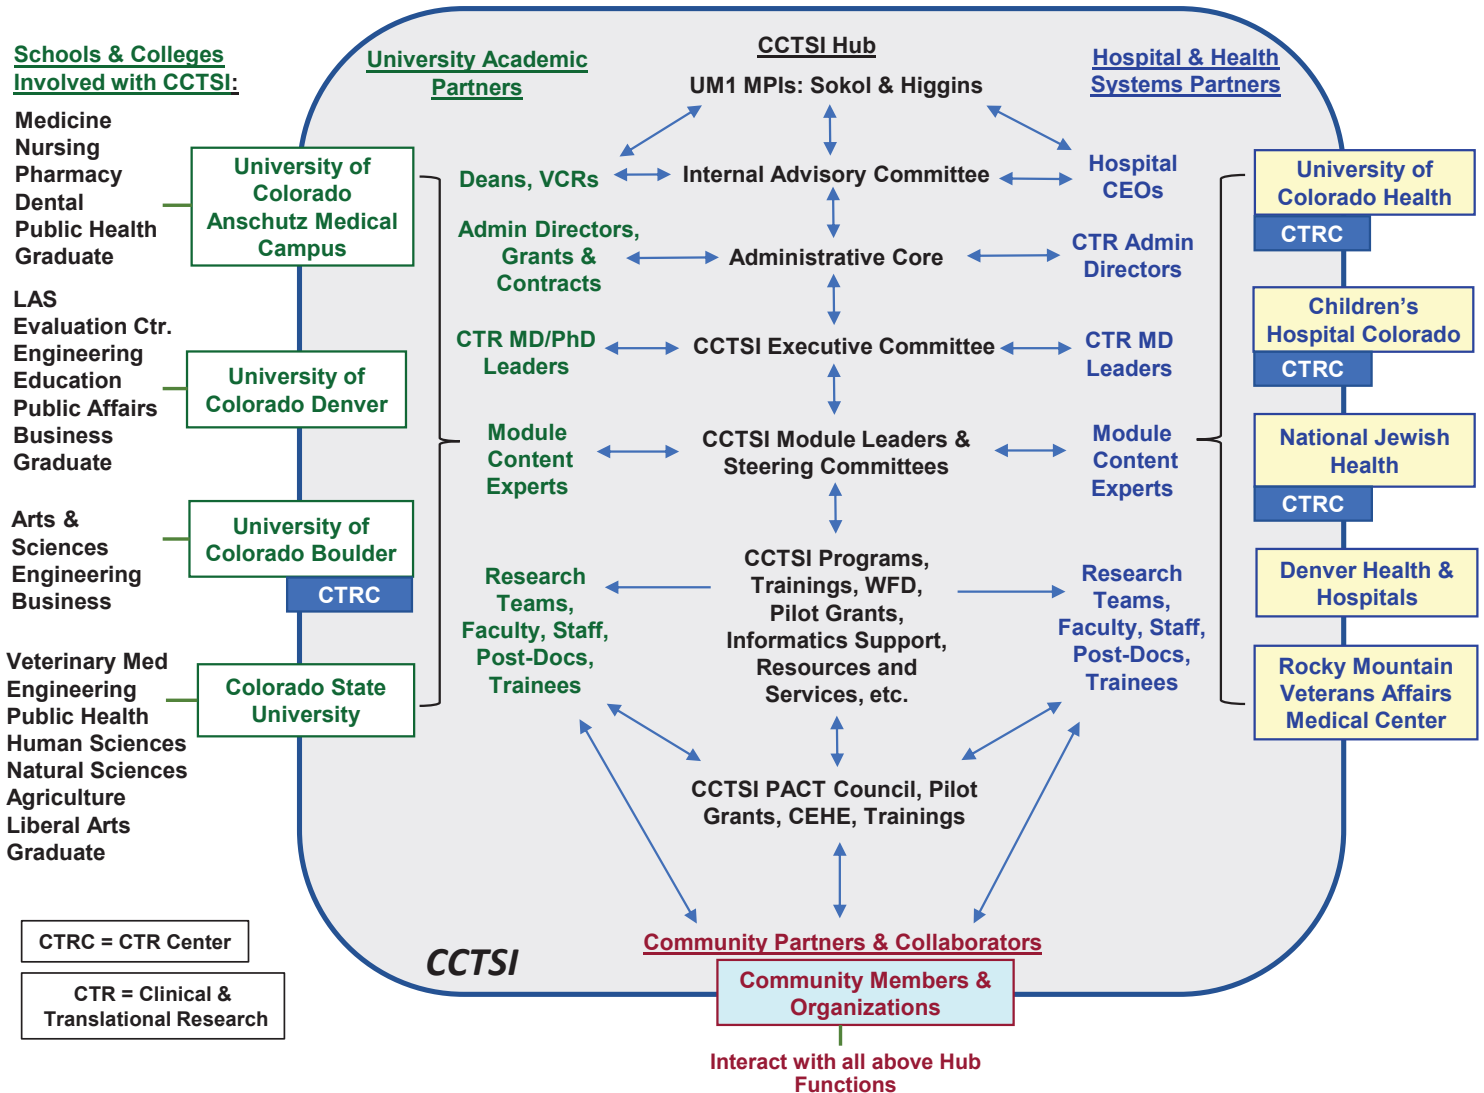 Schools & Colleges
Involved with CCTSI:
Medicine
Nursing
Pharmacy
Dental
Public Health
Graduate
LAS
Evaluation Ctr.
Engineering
Education
Public Affairs
Business
Graduate
Arts &
Sciences
Engineering
Business
Veterinary Med
Engineering
Public Health
Human Sciences
Natural Sciences
Agriculture
Liberal Arts
Graduate
CTRC = CTR Center
CTR = Clinical &
Translational Research
University of
Colorado
Anschutz Medical
Campus
University of
Colorado Denver
University of
Colorado Boulder
CTRC
Colorado State
University
University Academic
Partners
Deans, VCRs
Admin Directors,
Grants &
Contracts
CTR MD/PhD
Leaders
Module
Content
Experts
Research
Teams,
Faculty, Staff,
Post-Docs,
Trainees
CCTSI Hub
UM1 MPIs: Sokol & Higgins
Internal Advisory Committee
Administrative Core
CCTSI Executive Committee
CCTSI Module Leaders &
Steering Committees
CCTSI Programs,
Trainings, WFD,
Pilot Grants,
Informatics Support,
Resources and
Services, etc.
CCTSI PACT Council, Pilot
Grants, CEHE, Trainings
Hospital & Health
Systems Partners
Hospital
CEOs
CTR Admin
Directors
CTR MD
Leaders
Module
Content
Experts
Research
Teams,
Faculty, Staff,
Post-Docs,
Trainees
University of
Colorado Health
CTRC
Children's
Hospital Colorado
CTRC
National Jewish
Health
CTRC
Denver Health &
Hospitals
Rocky Mountain
Veterans Affairs
Medical Center
CCTSI
Community Partners & Collaborators
Community Members &
Organizations
Interact with all above Hub
Functions